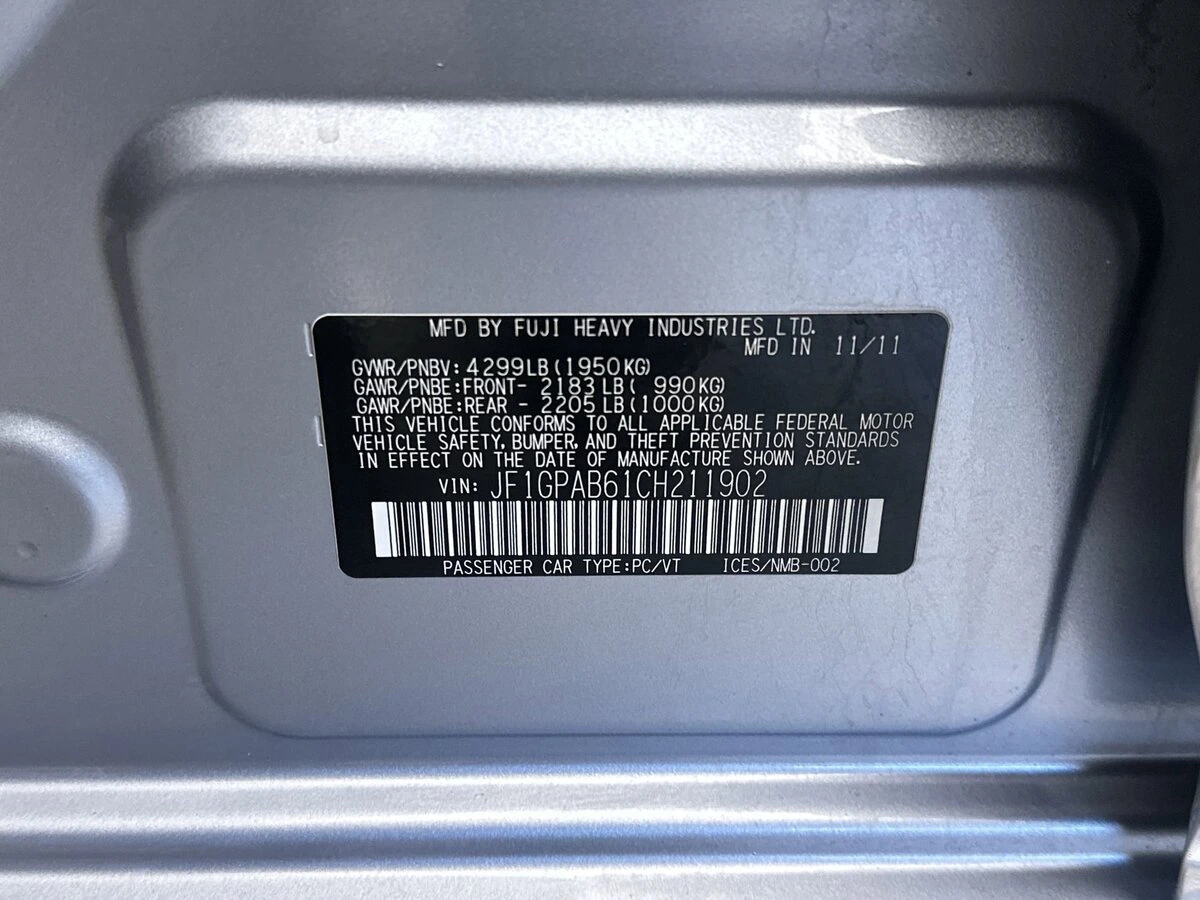 MFD BY FUJI HEAVY INDUSTRIES LTD.
MFD IN 11/11
GVWR/PNBV: 4299LB(1950KG)
GAWR/PNBE:FRONT- 2183LB( 990KG)
GAWR/PNBE:REAR - 2205LB(1000KG)
THIS VEHICLE CONFORMS TO ALL APPLICABLE FEDERAL MOTOR
VEHICLE SAFETY, BUMPER, AND THEFT PREVENTION STANDARDS
IN EFFECT ON THE DATE OF MANUFACTURE SHOWN ABOVE.
VIN: JF1GPAB61CH211902
PASSENGER CAR TYPE:PC/VT ICES/NMB-002